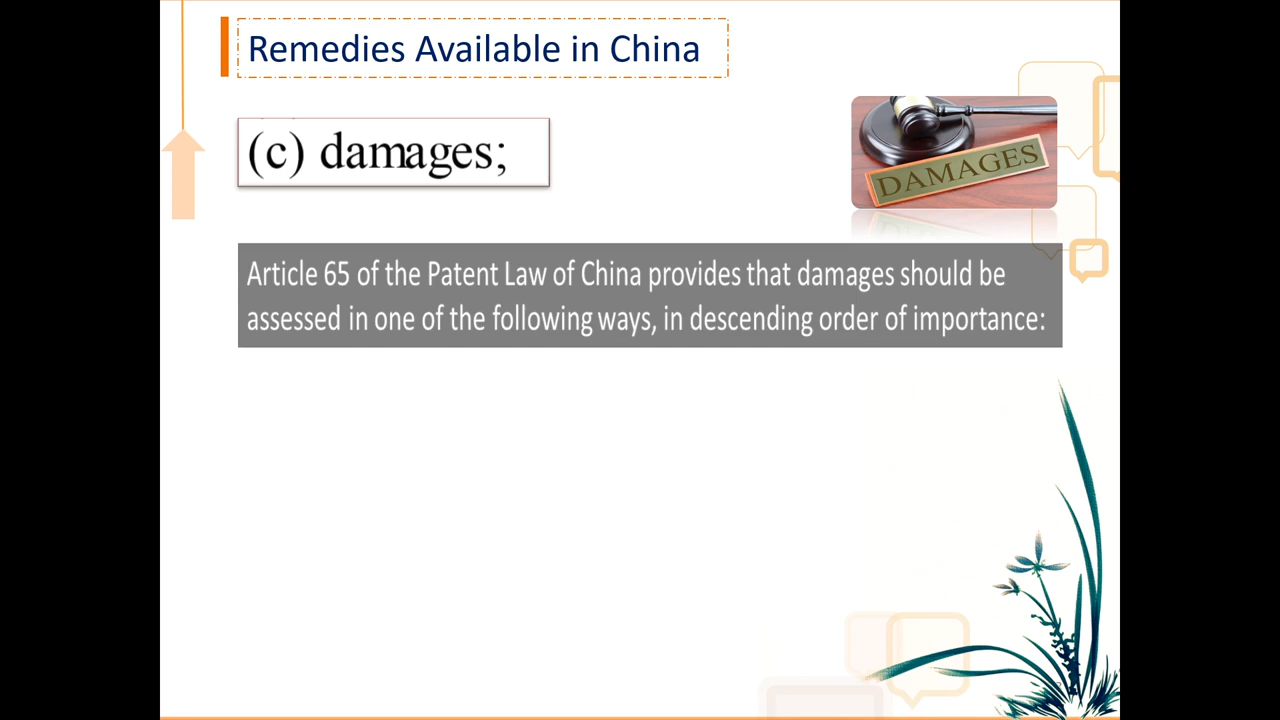 Remedies Available in China
(c) damages;
DAMAGES
Article 65 of the Patent Law of China provides that damages should be
assessed in one of the following ways, in descending order of importance: